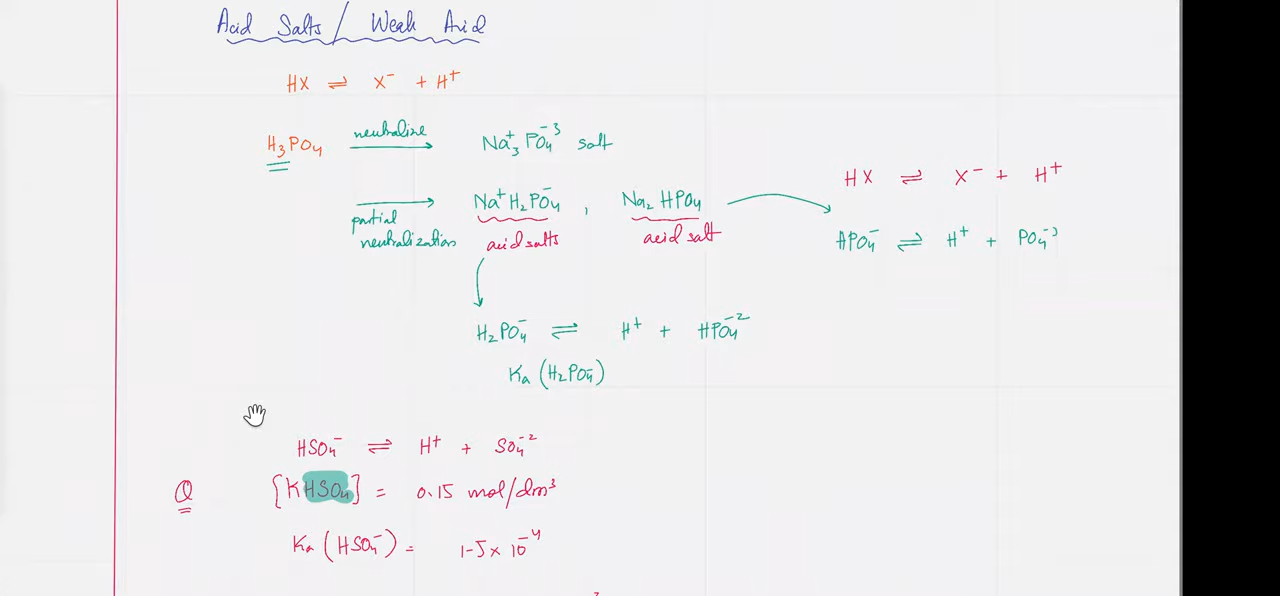 Acid Salts / Weak Acid
HX ⇌ X⁻ + H⁺
H₃PO₄ neutralize → Na₃⁺PO₄⁻³ salt
partial neutralization → Na⁺H₂PO₄⁻ , Na₂HPO₄
acid salts acid salt
HX ⇌ X⁻ + H⁺
HPO₄⁻ ⇌ H⁺ + PO₄⁻³
H₂PO₄⁻ ⇌ H⁺ + HPO₄⁻²
Ka (H₂PO₄⁻)
HSO₄⁻ ⇌ H⁺ + SO₄⁻²
Q [KHSO₄] = 0.15 mol/dm³
Ka (HSO₄⁻) = 1.5 × 10⁻⁴